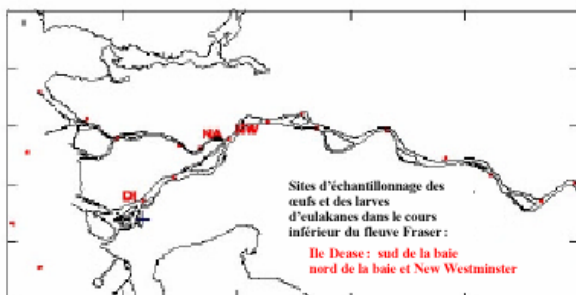 NA NW
DI
Sites d'échantillonnage des
œufs et des larves
d'eulakanes dans le cours
inférieur du fleuve Fraser :
Ile Dease : sud de la baie
nord de la baie et New Westminster